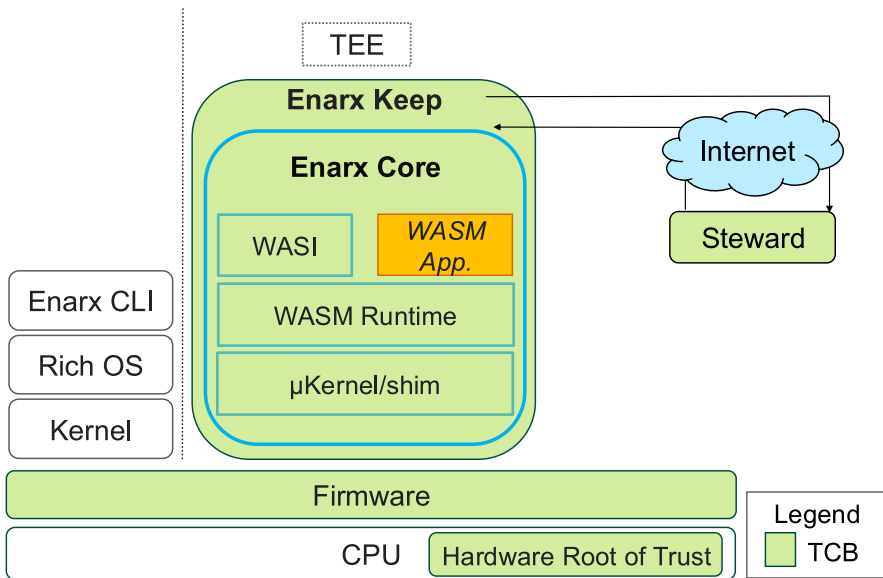 TEE
Enarx Keep
Internet
Enarx Core
WASI
WASM
App.
Steward
Enarx CLI
WASM Runtime
Rich OS
µKernel/shim
Kernel
Firmware
CPU
Hardware Root of Trust
Legend
TCB